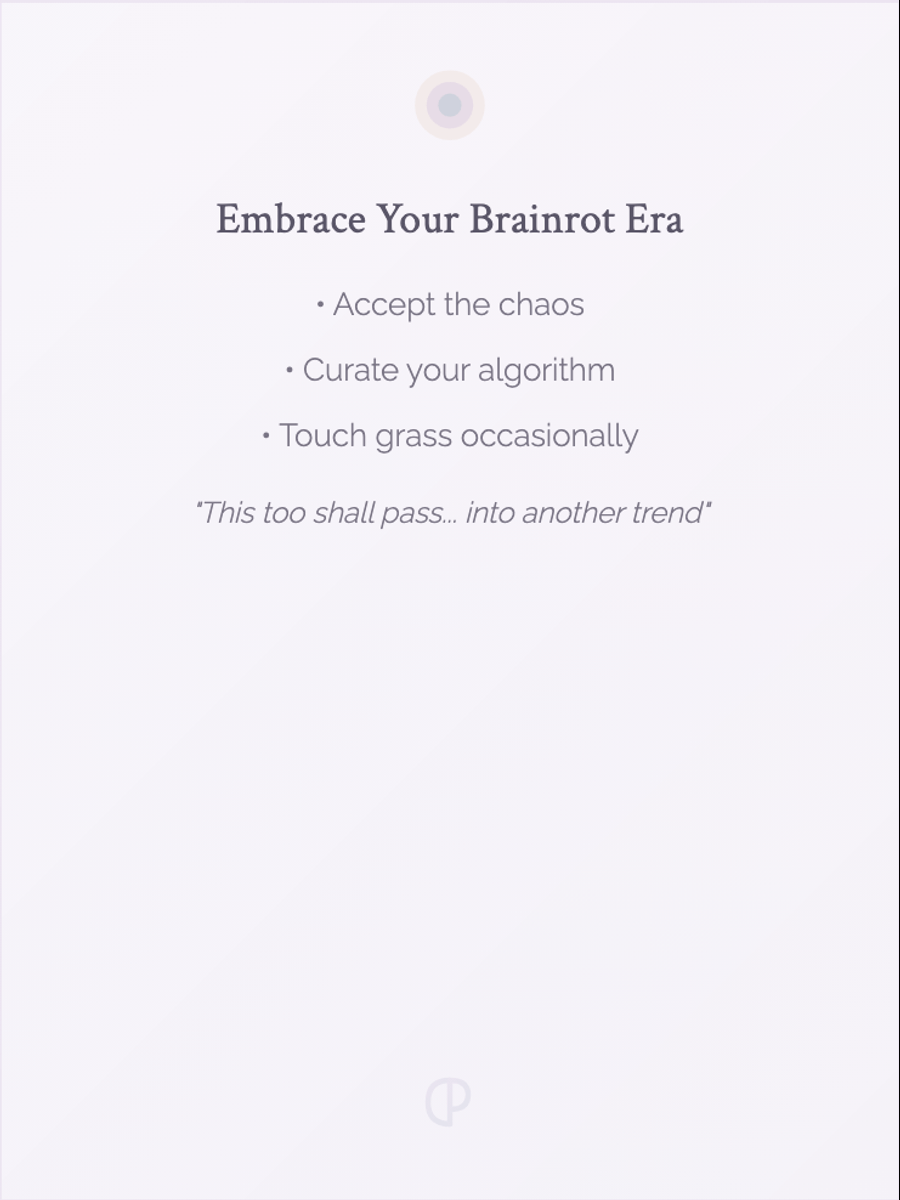 Embrace Your Brainrot Era
• Accept the chaos
• Curate your algorithm
• Touch grass occasionally
"This too shall pass... into another trend"